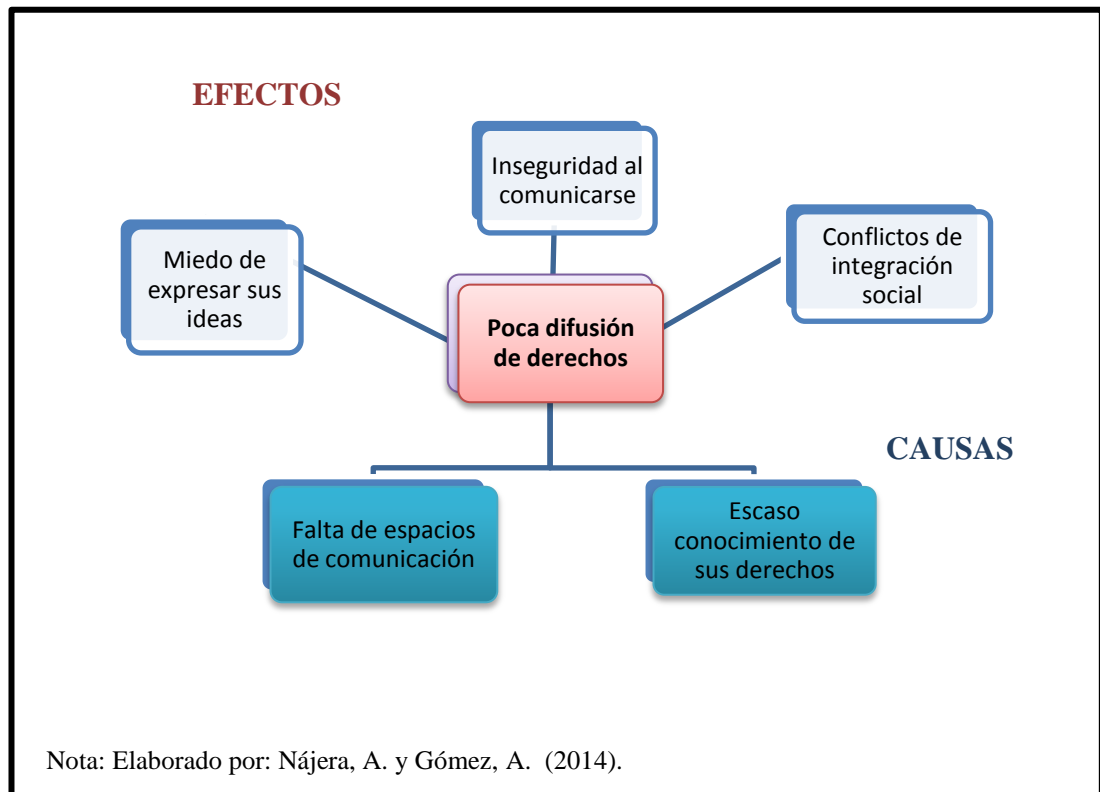 EFECTOS
Inseguridad al
comunicarse
Miedo de
expresar sus
ideas
Conflictos de
integración
social
Poca difusión
de derechos
CAUSAS
Falta de espacios
de comunicación
Escaso
conocimiento de
sus derechos
Nota: Elaborado por: Nájera, A. y Gómez, A. (2014).